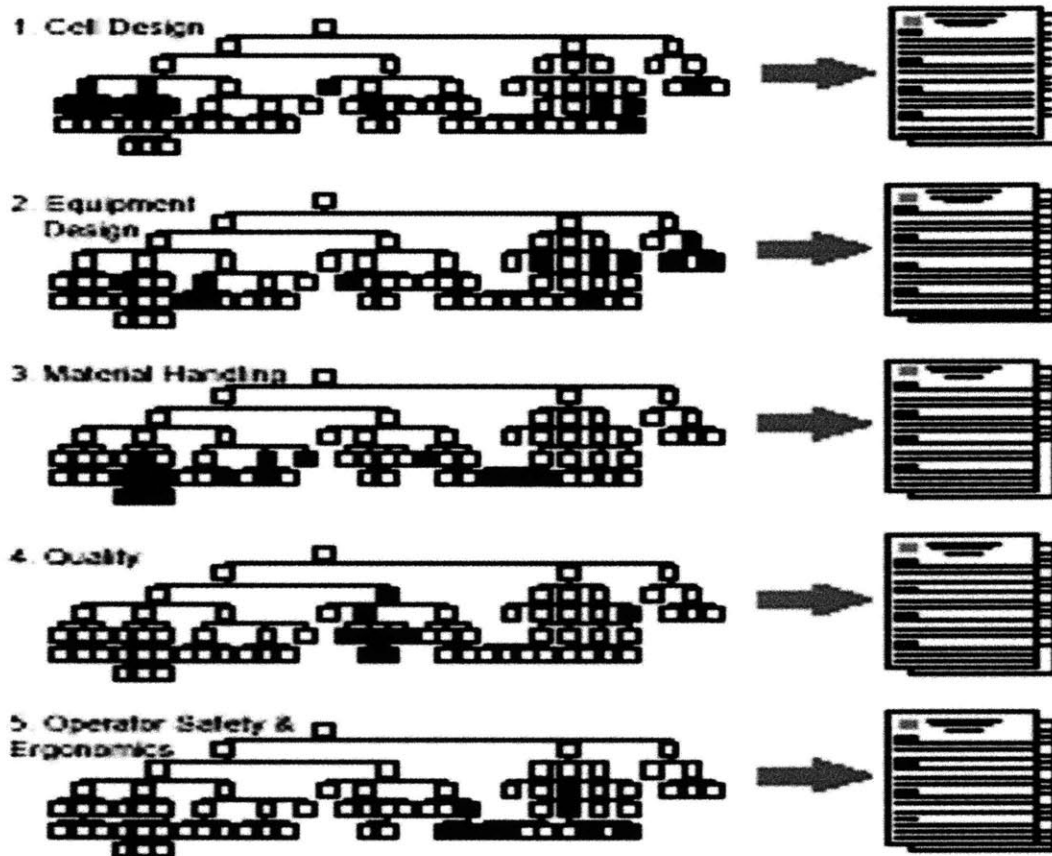 1. Cell Design
2. Equipment
Design
3. Material Handling
4. Quality
5. Operator Safety &
Ergonomics